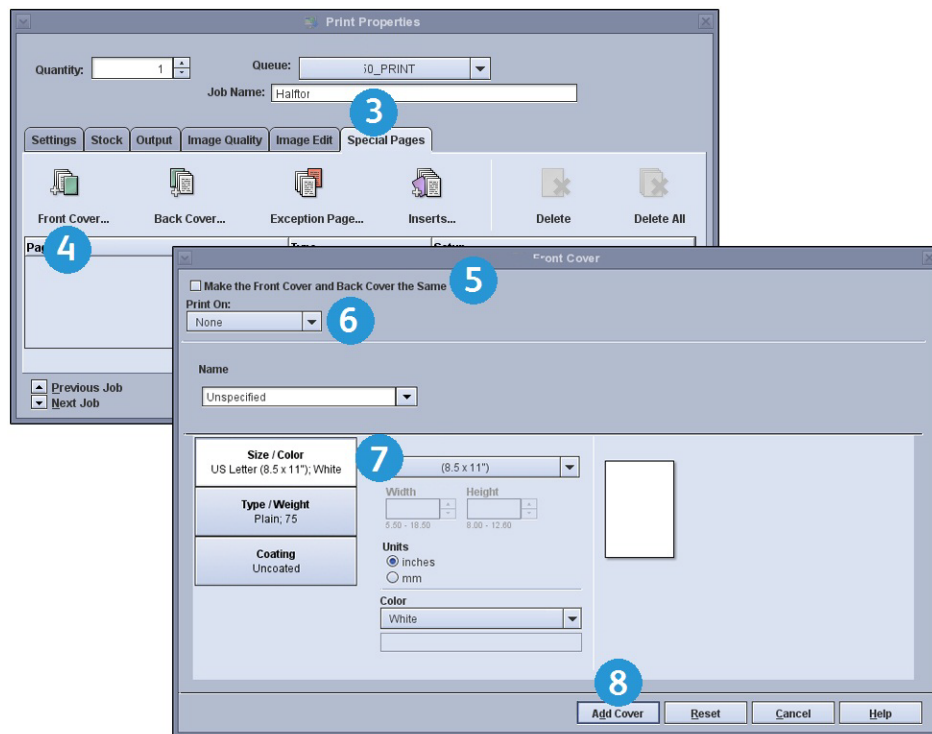 Print Properties
Quantity: 1
Queue: 50_PRINT
Job Name: Halftor
3
Settings Stock Output Image Quality Image Edit Special Pages
Front Cover... Back Cover... Exception Page... Inserts... Delete Delete All
4
Front Cover
Make the Front Cover and Back Cover the Same 5
Print On:
None 6
Name
Unspecified
Previous Job
Next Job
Size / Color
US Letter (8.5 x 11"); White
7
(8.5 x 11")
Type / Weight
Plain; 75
Width Height
5.50 - 18.50 8.00 - 12.60
Coating
Uncoated
Units
inches
mm
Color
White
8
Add Cover Reset Cancel Help